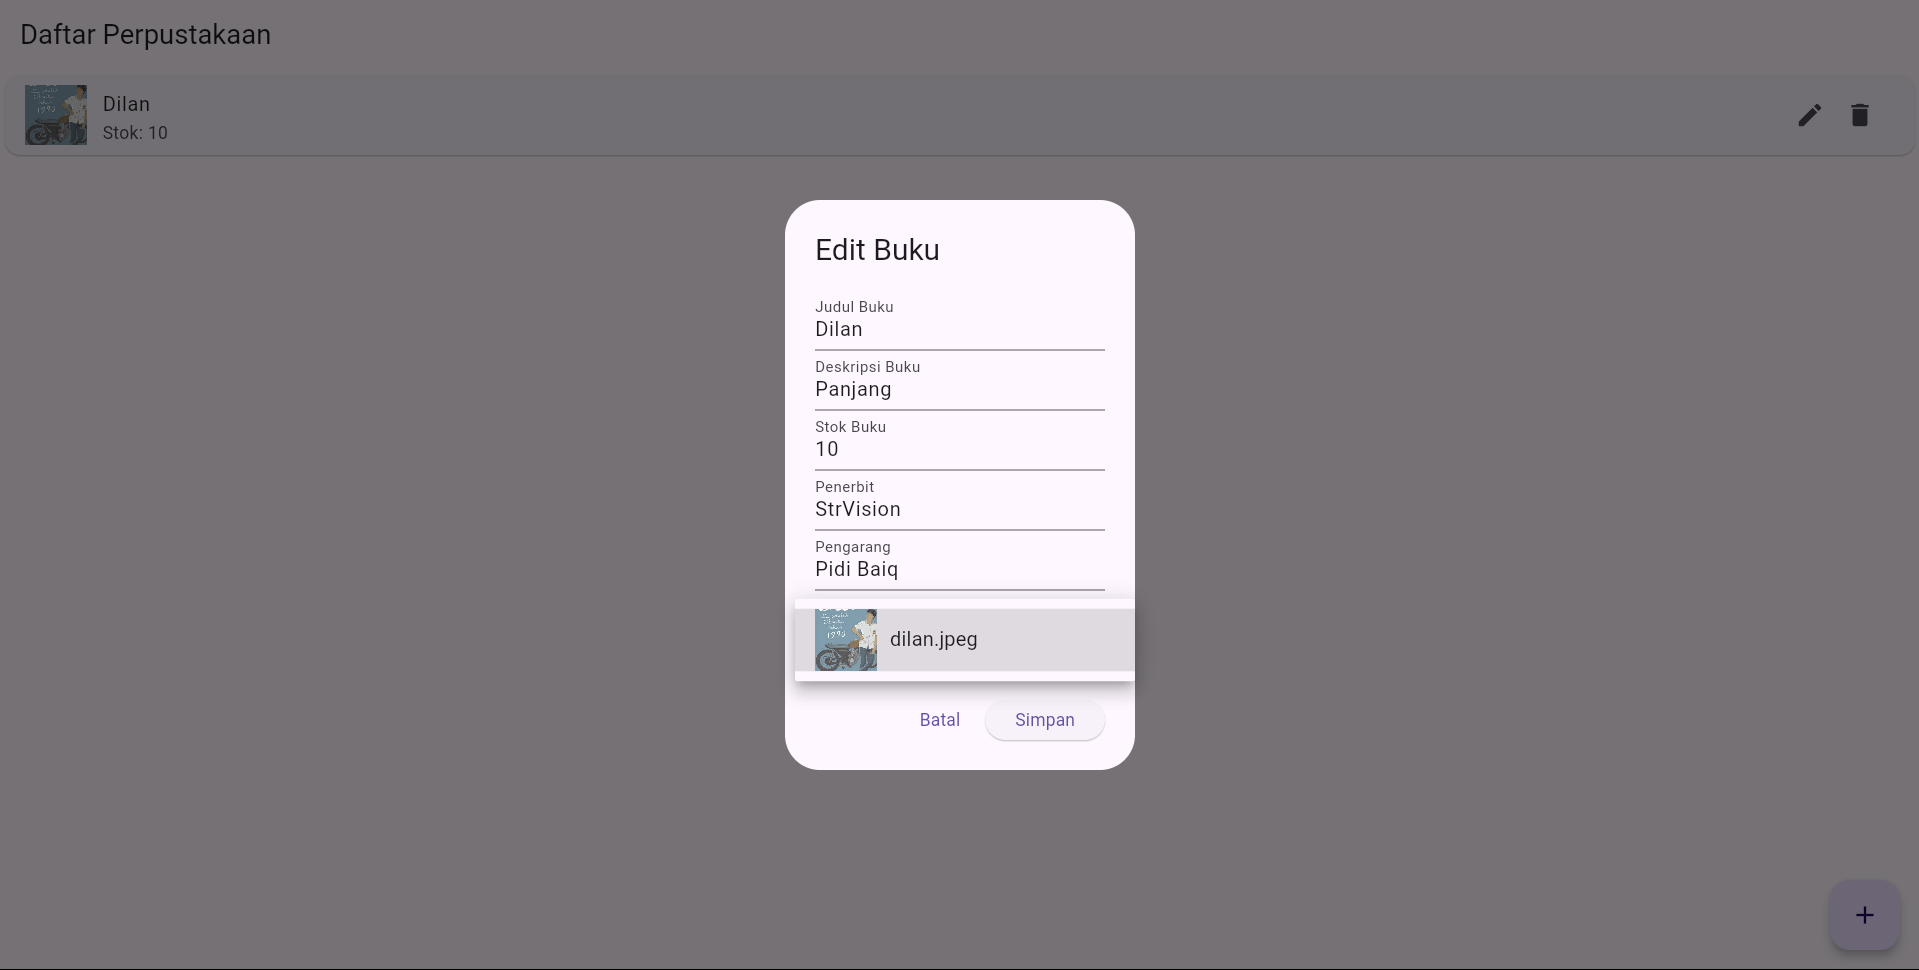 Daftar Perpustakaan
Dilan
Stok: 10
Edit Buku
Judul Buku
Dilan
Deskripsi Buku
Panjang
Stok Buku
10
Penerbit
StrVision
Pengarang
Pidi Baiq
dilan.jpeg
Batal
Simpan